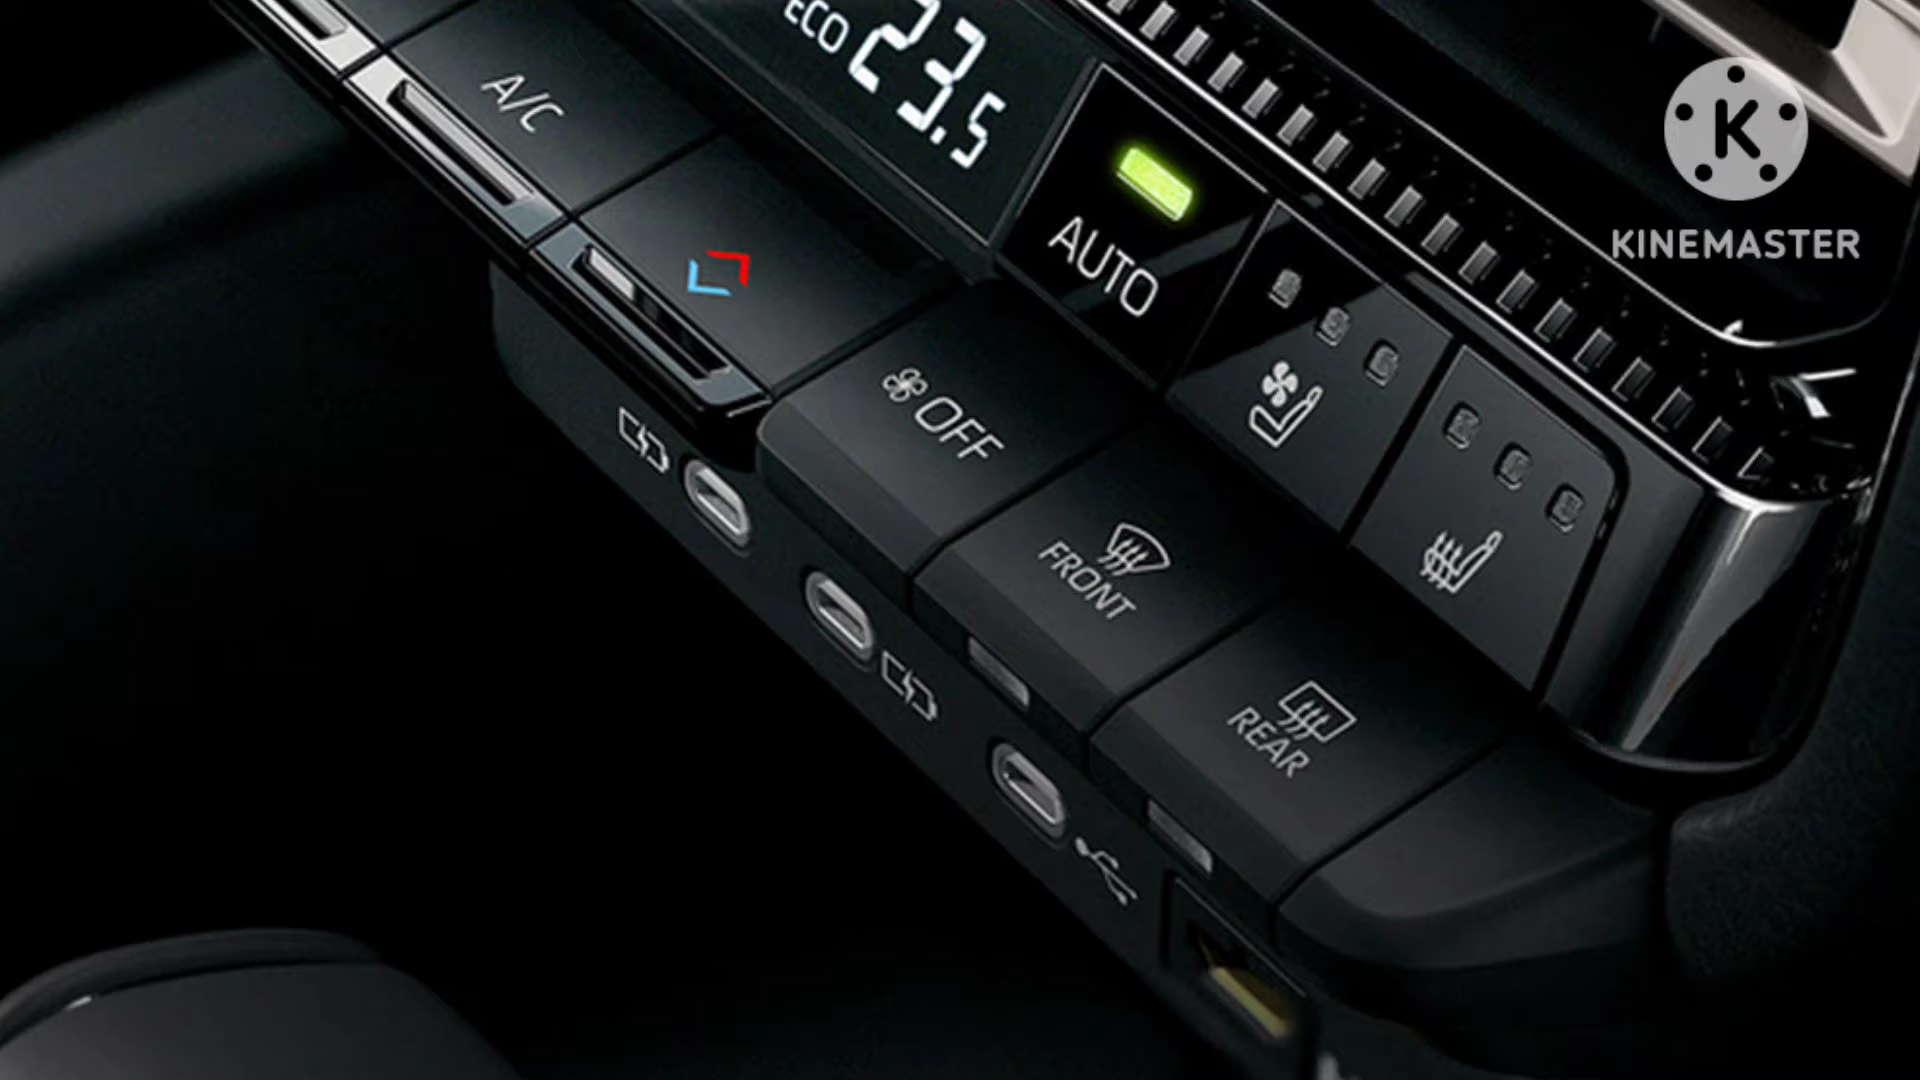 ECO 23.5
A/C
AUTO
OFF
FRONT
REAR
K
KINEMASTER